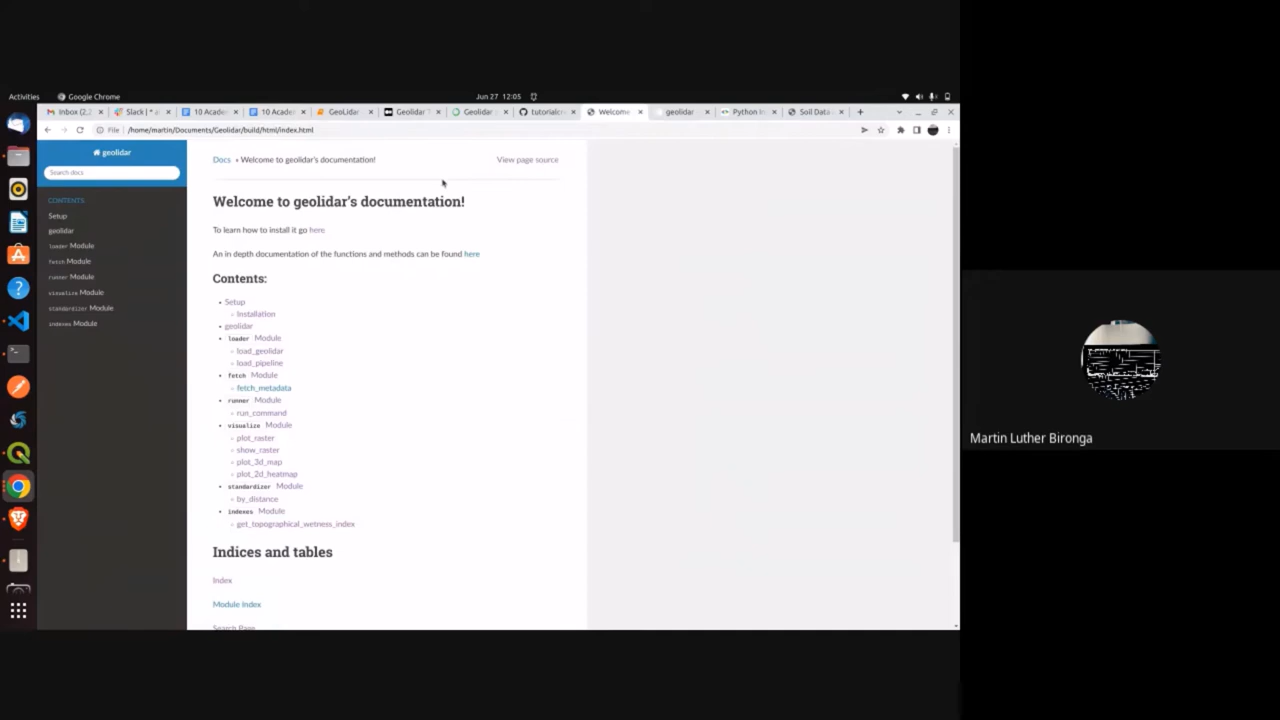 Activities
Google Chrome
Jun 27 12:05
Inbox (2,2
Slack | * a
10 Acade
10 Acade
GeoLidar
Geolidar
Geolidar
tutorialcr
Welcome
geolidar
Python In
Soil Data
File
/home/martin/Documents/Geolidar/build/html/index.html
geolidar
Search docs
CONTENTS
Setup
geolidar
loader Module
fetch Module
runner Module
visualize Module
standardizer Module
indexes Module
Docs » Welcome to geolidar's documentation!
View page source
Welcome to geolidar's documentation!
To learn how to install it go here
An in depth documentation of the functions and methods can be found here
Contents:
Setup
Installation
geolidar
loader Module
load_geolidar
load_pipeline
fetch Module
fetch_metadata
runner Module
run_command
visualize Module
plot_raster
show_raster
plot_3d_map
plot_2d_heatmap
standardizer Module
by_distance
indexes Module
get_topographical_wetness_index
Indices and tables
Index
Module Index
Search Page
Martin Luther Bironga